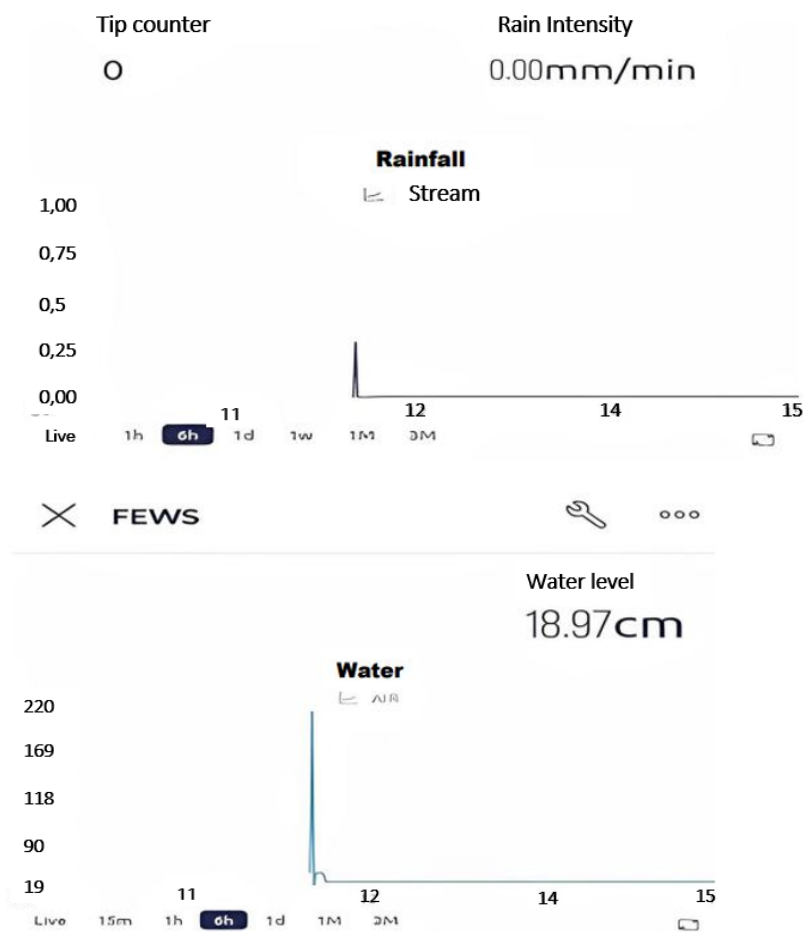 Tip counter Rain Intensity
0 0.00mm/min
Rainfall
Stream
1,00
0,75
0,5
0,25
0,00
11 12 14 15
Live 1h 6h 1d 1w 1M 3M
FEWS
Water level
18.97cm
Water
220
169
118
90
19
11 12 14 15
Live 15m 1h 6h 1d 1M 3M